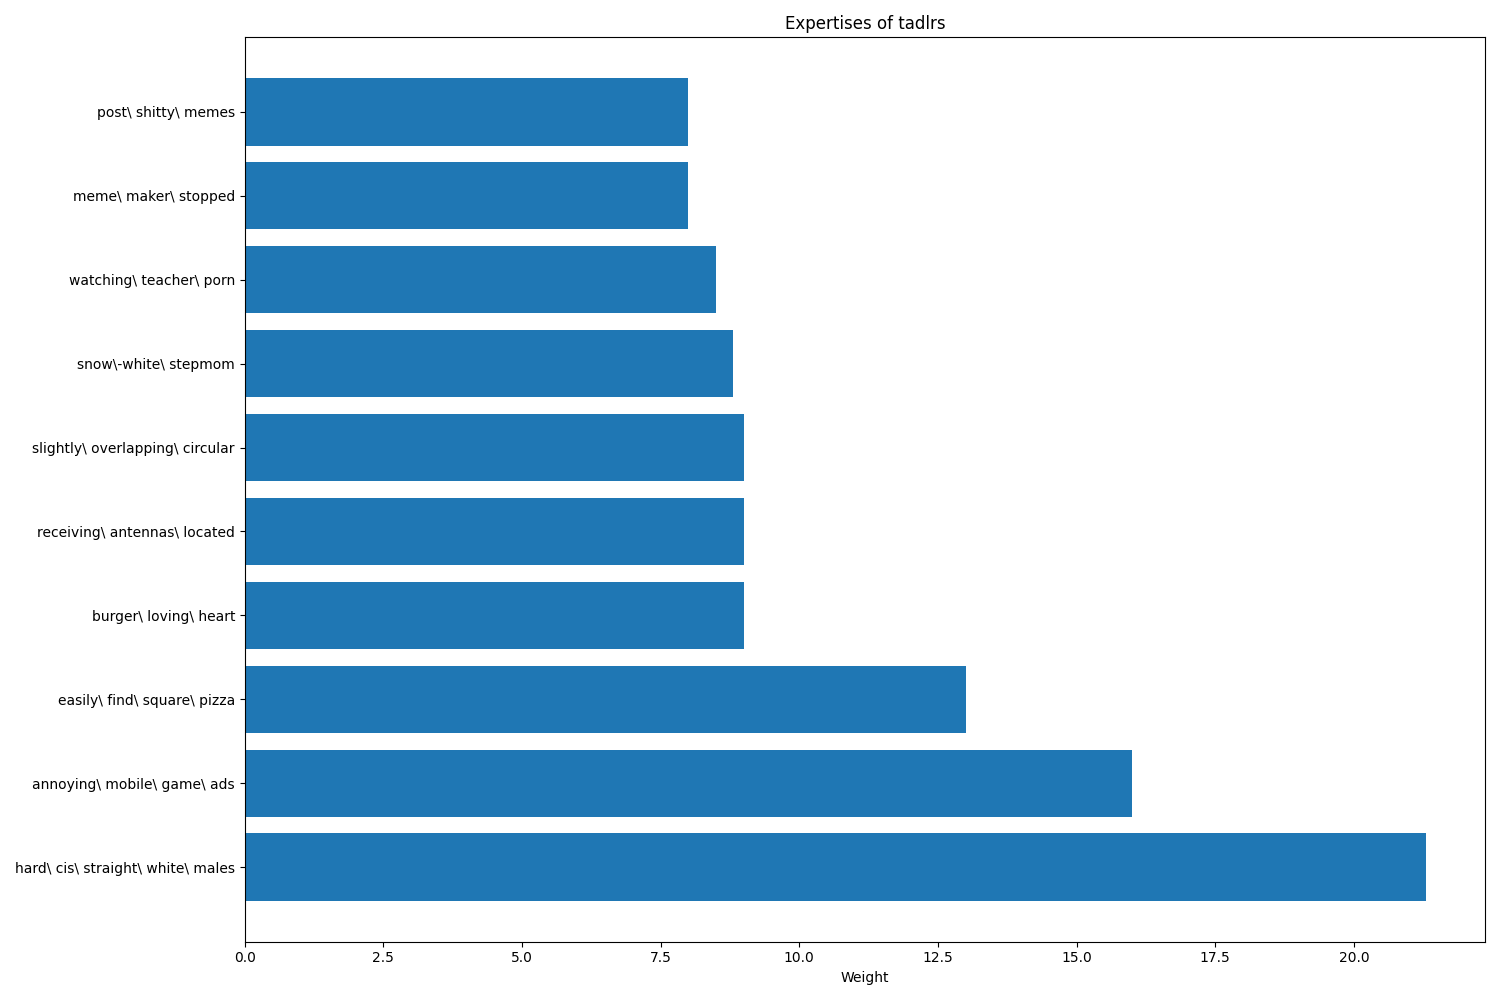 Expertises of tadlrs
post\ shitty\ memes
meme\ maker\ stopped
watching\ teacher\ porn
snow\-white\ stepmom
slightly\ overlapping\ circular
receiving\ antennas\ located
burger\ loving\ heart
easily\ find\ square\ pizza
annoying\ mobile\ game\ ads
hard\ cis\ straight\ white\ males
0.0 2.5 5.0 7.5 10.0 12.5 15.0 17.5 20.0
Weight